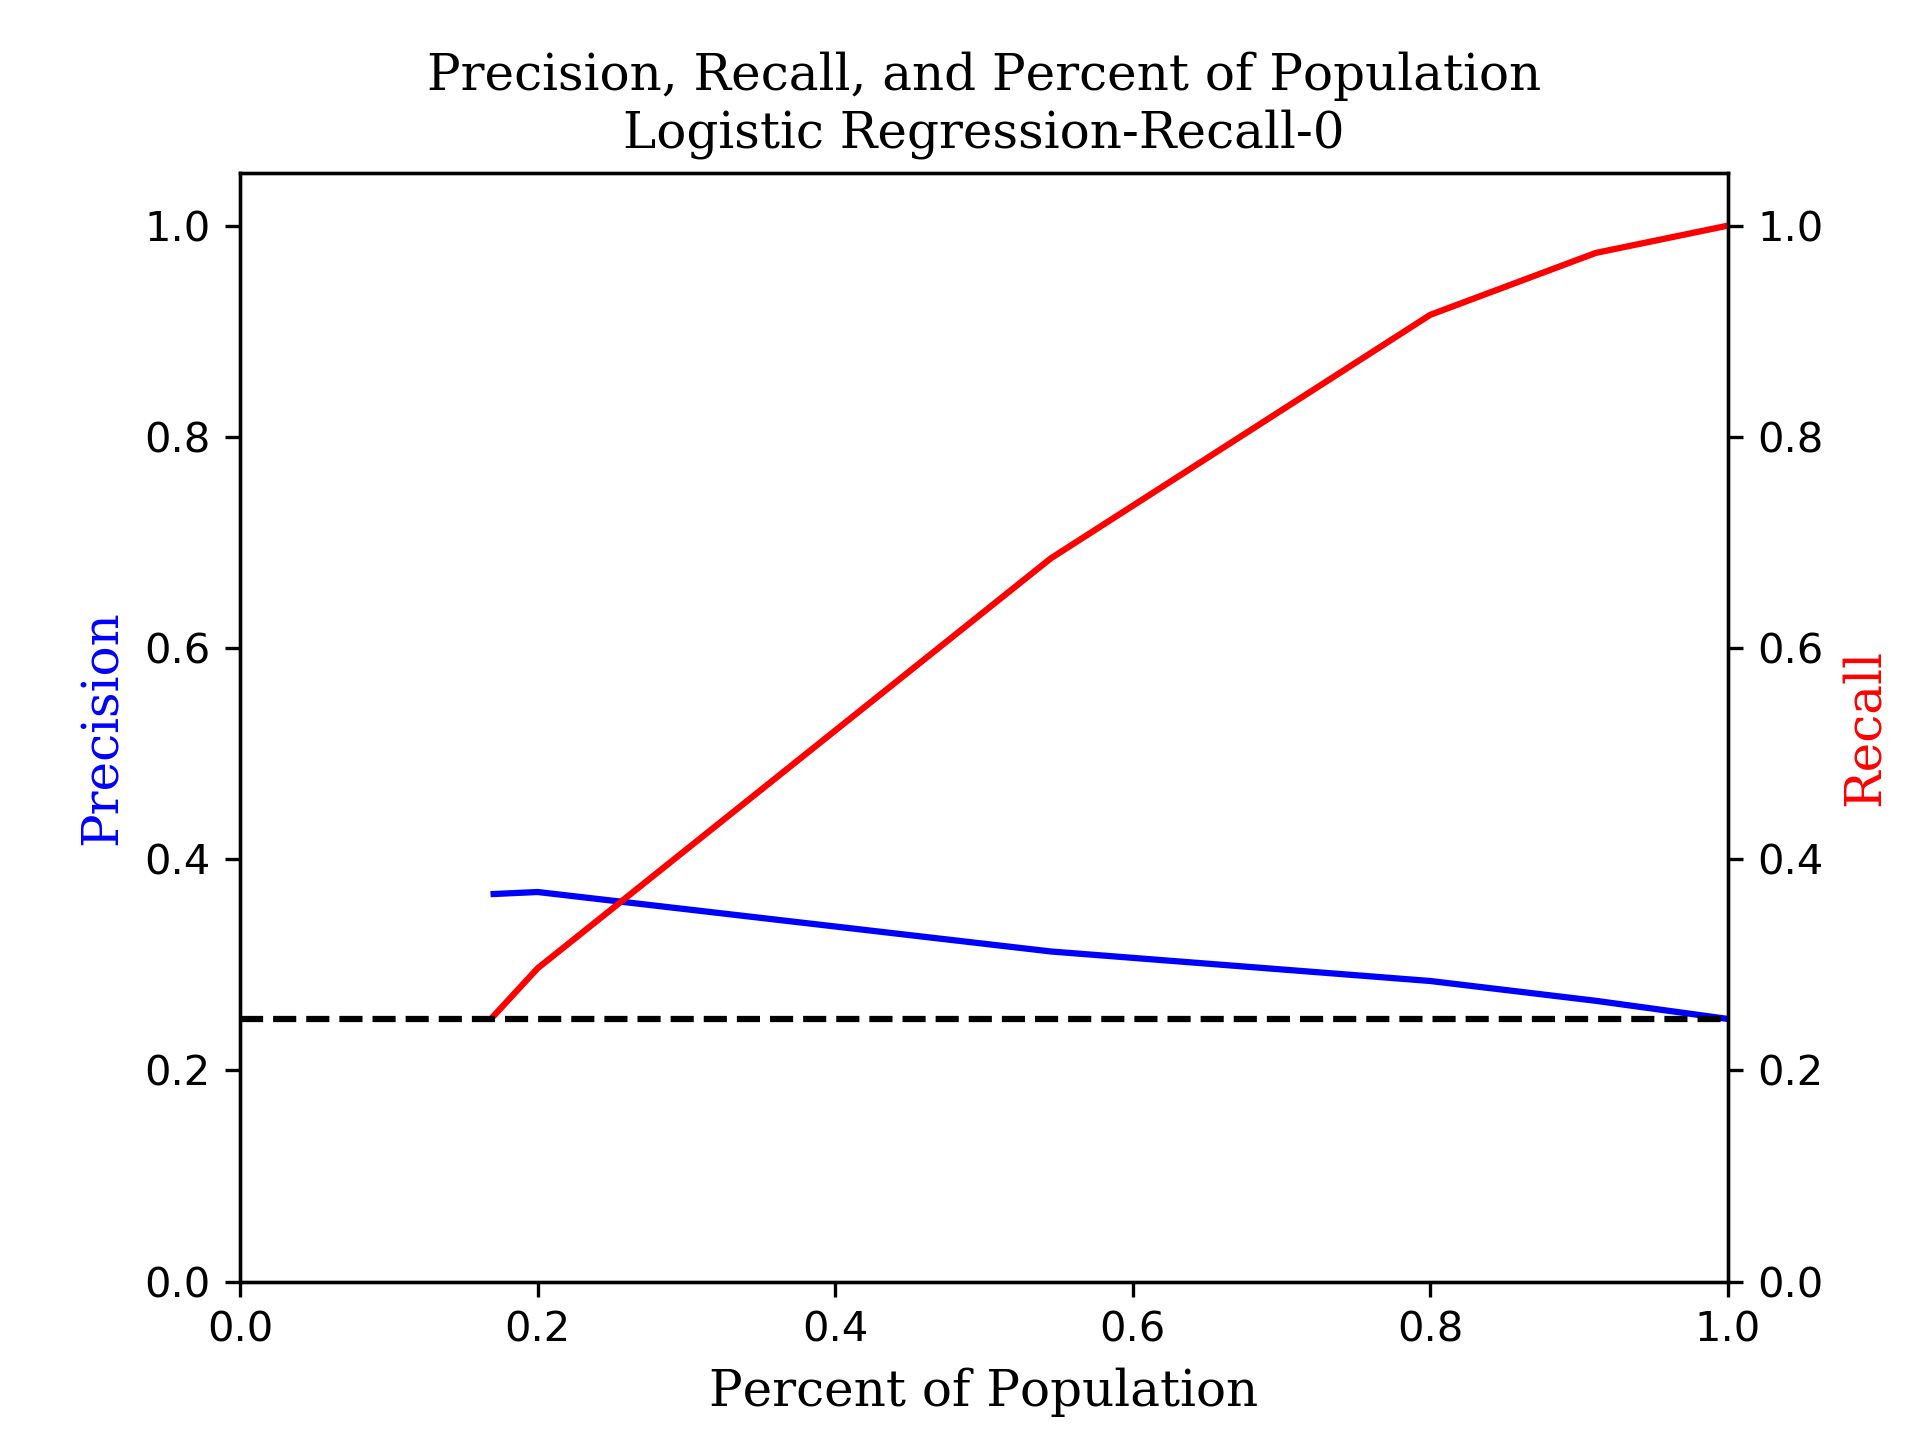 Precision, Recall, and Percent of Population
Logistic Regression-Recall-0
Precision
1.0
0.8
0.6
0.4
0.2
0.0
1.0
0.8
0.6
0.4
0.2
0.0
Recall
0.0 0.2 0.4 0.6 0.8 1.0
Percent of Population